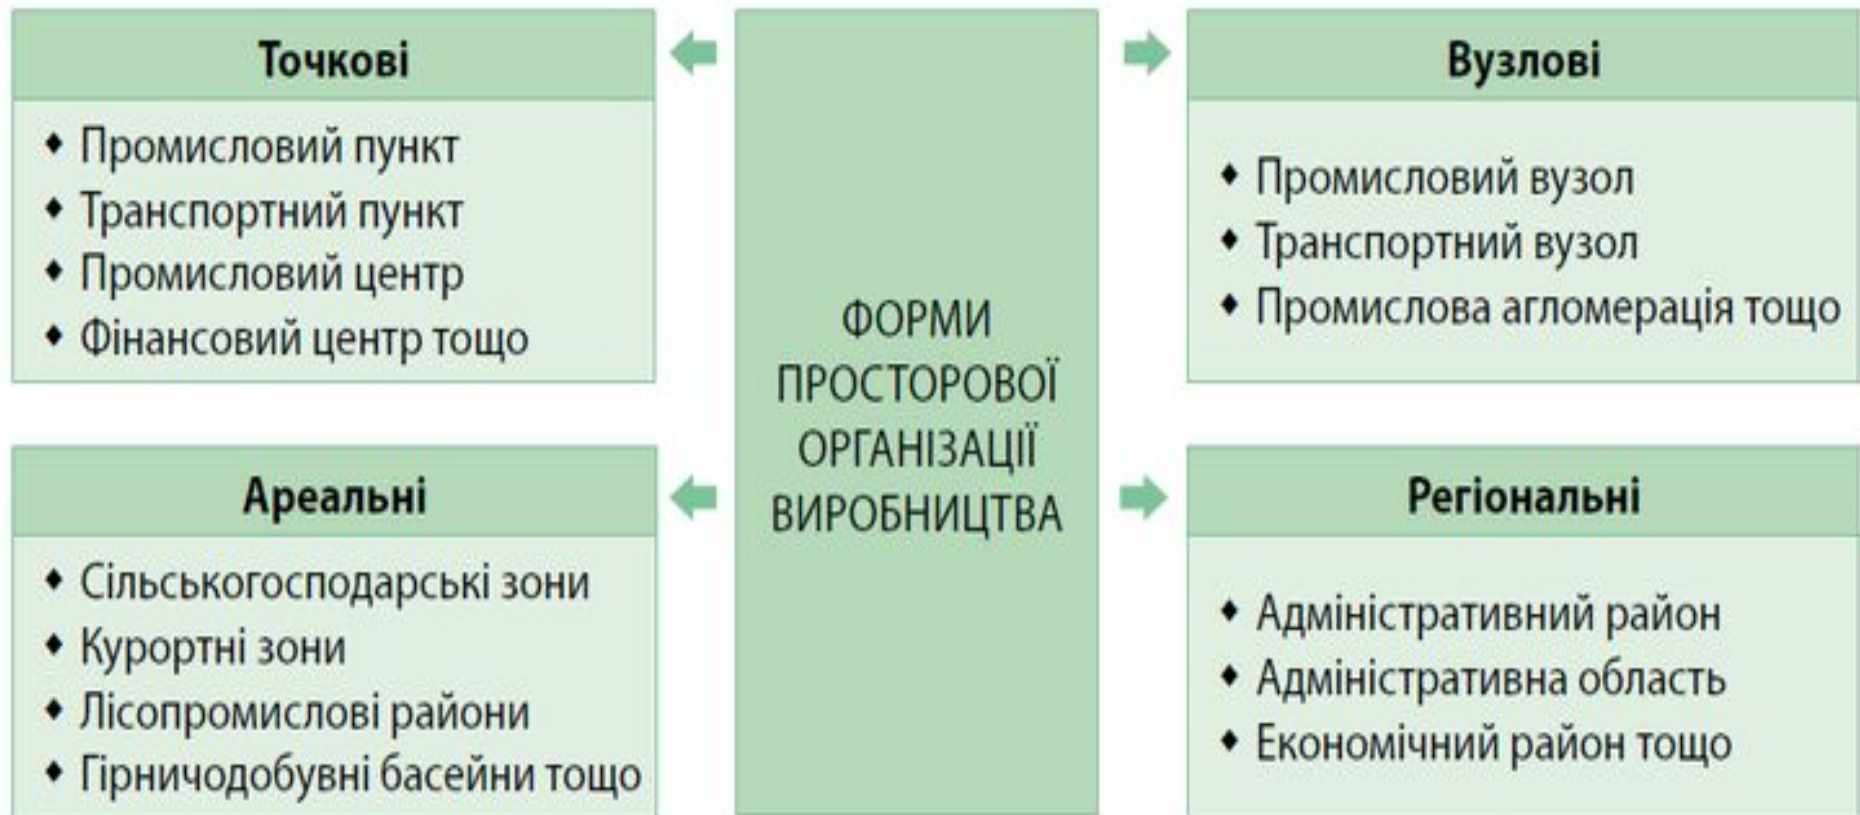 Точкові
◆ Промисловий пункт
◆ Транспортний пункт
◆ Промисловий центр
◆ Фінансовий центр тощо
ФОРМИ
ПРОСТОРОВОЇ
ОРГАНІЗАЦІЇ
ВИРОБНИЦТВА
Вузлові
◆ Промисловий вузол
◆ Транспортний вузол
◆ Промислова агломерація тощо
Ареальні
◆ Сільськогосподарські зони
◆ Курортні зони
◆ Лісопромислові райони
◆ Гірничодобувні басейни тощо
Регіональні
◆ Адміністративний район
◆ Адміністративна область
◆ Економічний район тощо